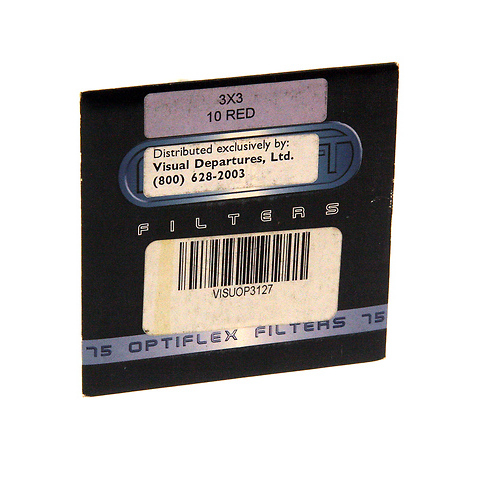 3X3
10 RED
Distributed exclusively by:
Visual Departures, Ltd.
(800) 628-2003
FILTERS
VISUOP3127
75 OPTIFLEX FILTERS 75